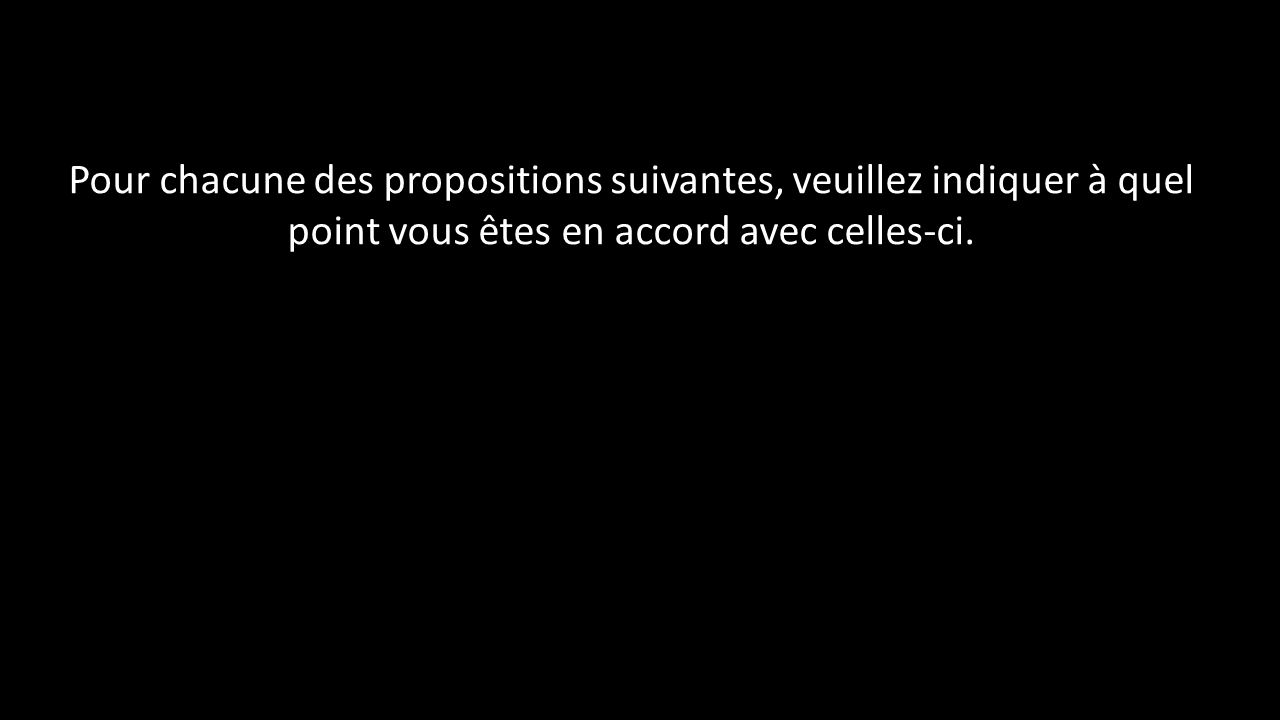 Pour chacune des propositions suivantes, veuillez indiquer à quel
point vous êtes en accord avec celles-ci.